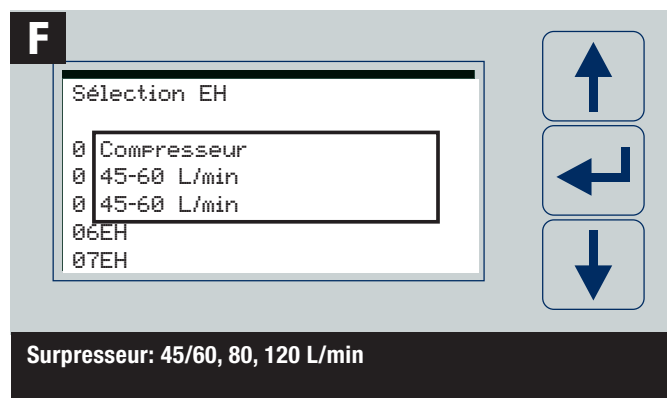 F
Sélection EH
0 Compresseur
0 45-60 L/min
0 45-60 L/min
06EH
07EH
Surpresseur: 45/60, 80, 120 L/min